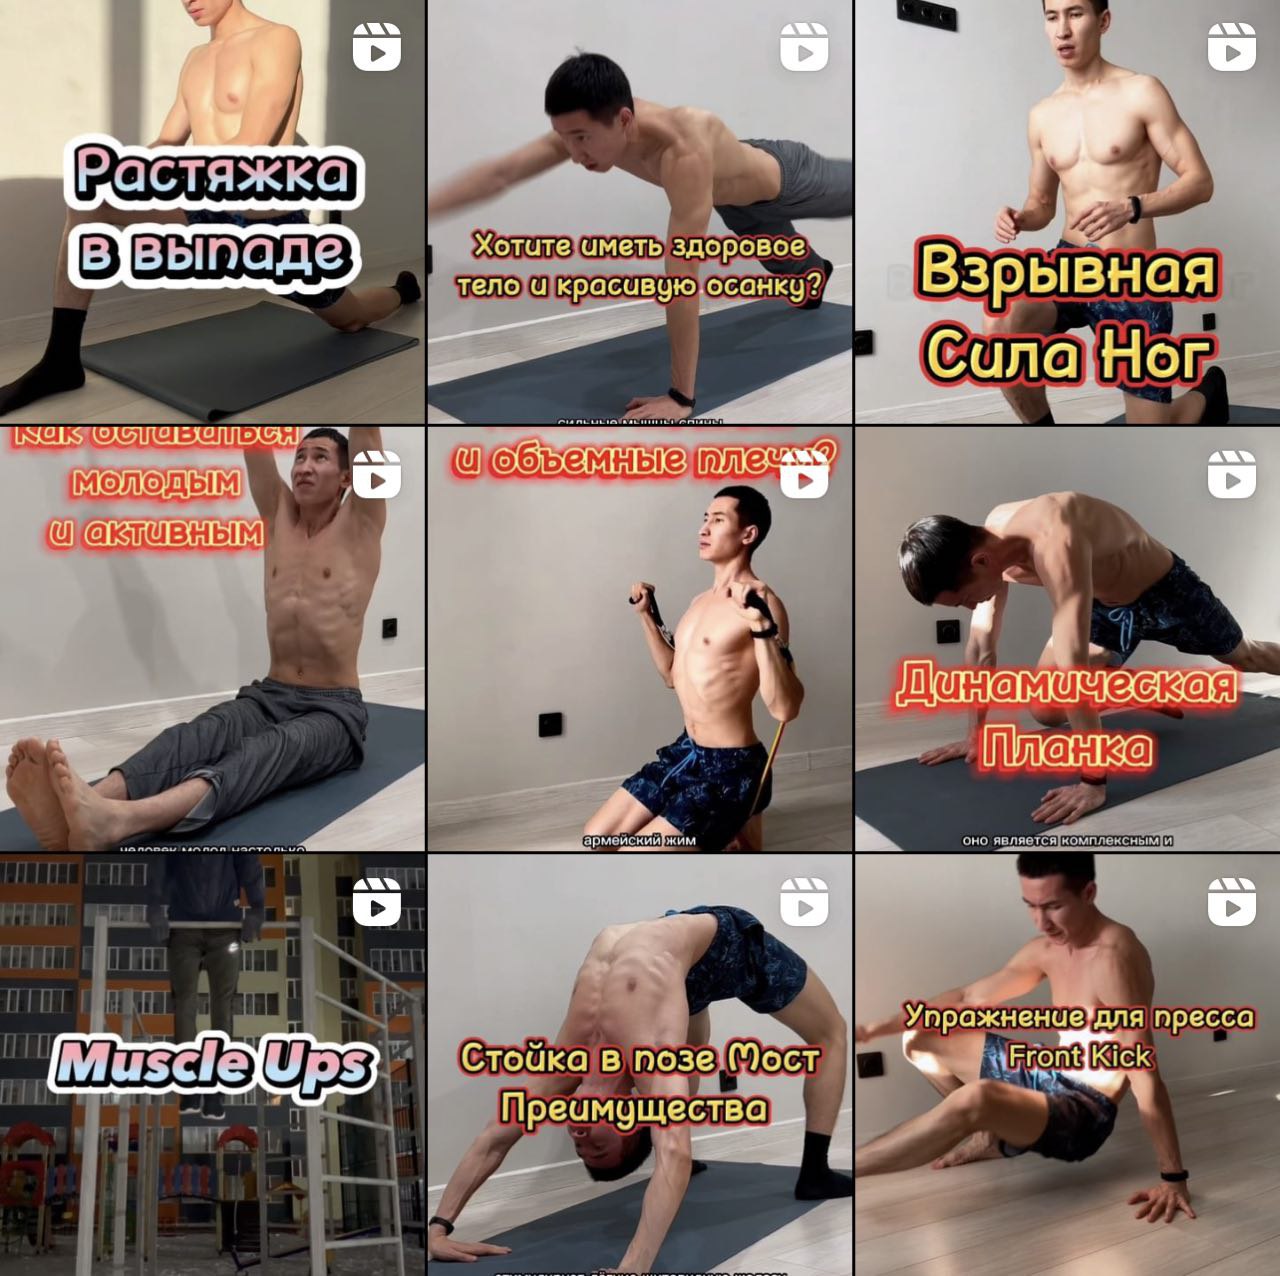 Растяжка
в выпаде
Хотите иметь здоровое
тело и красивую осанку?
сильные мышцы спины
Взрывная
Сила Ног
Как оставаться
молодым
и активным
человек молод настолько
и объемные плечи?
армейский жим
Динамическая
Планка
оно является комплексным и
Muscle Ups
Стойка в позе Мост
Преимущества
Упражнение для пресса
Front Kick